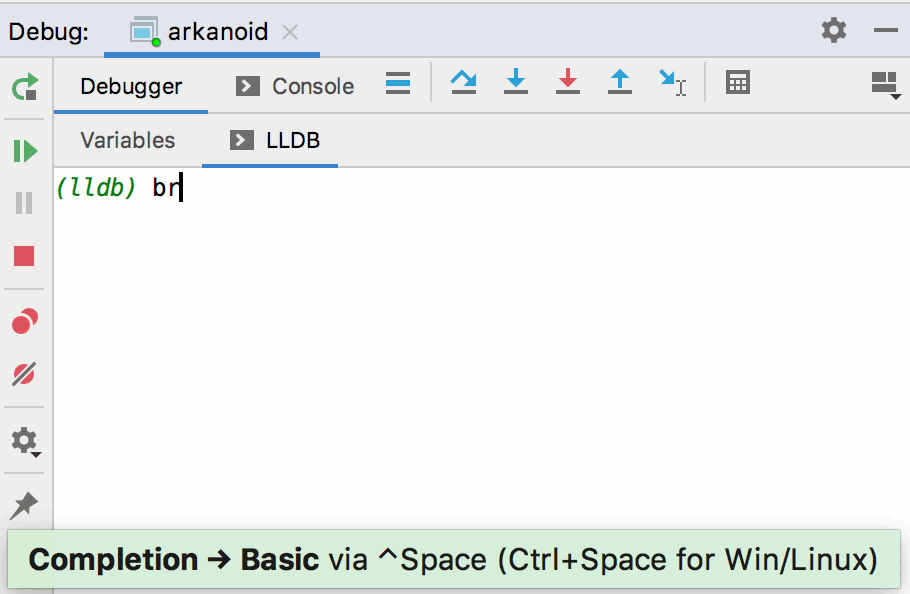 Debug: arkanoid
Debugger Console
Variables LLDB
(lldb) br
Completion → Basic via ^Space (Ctrl+Space for Win/Linux)